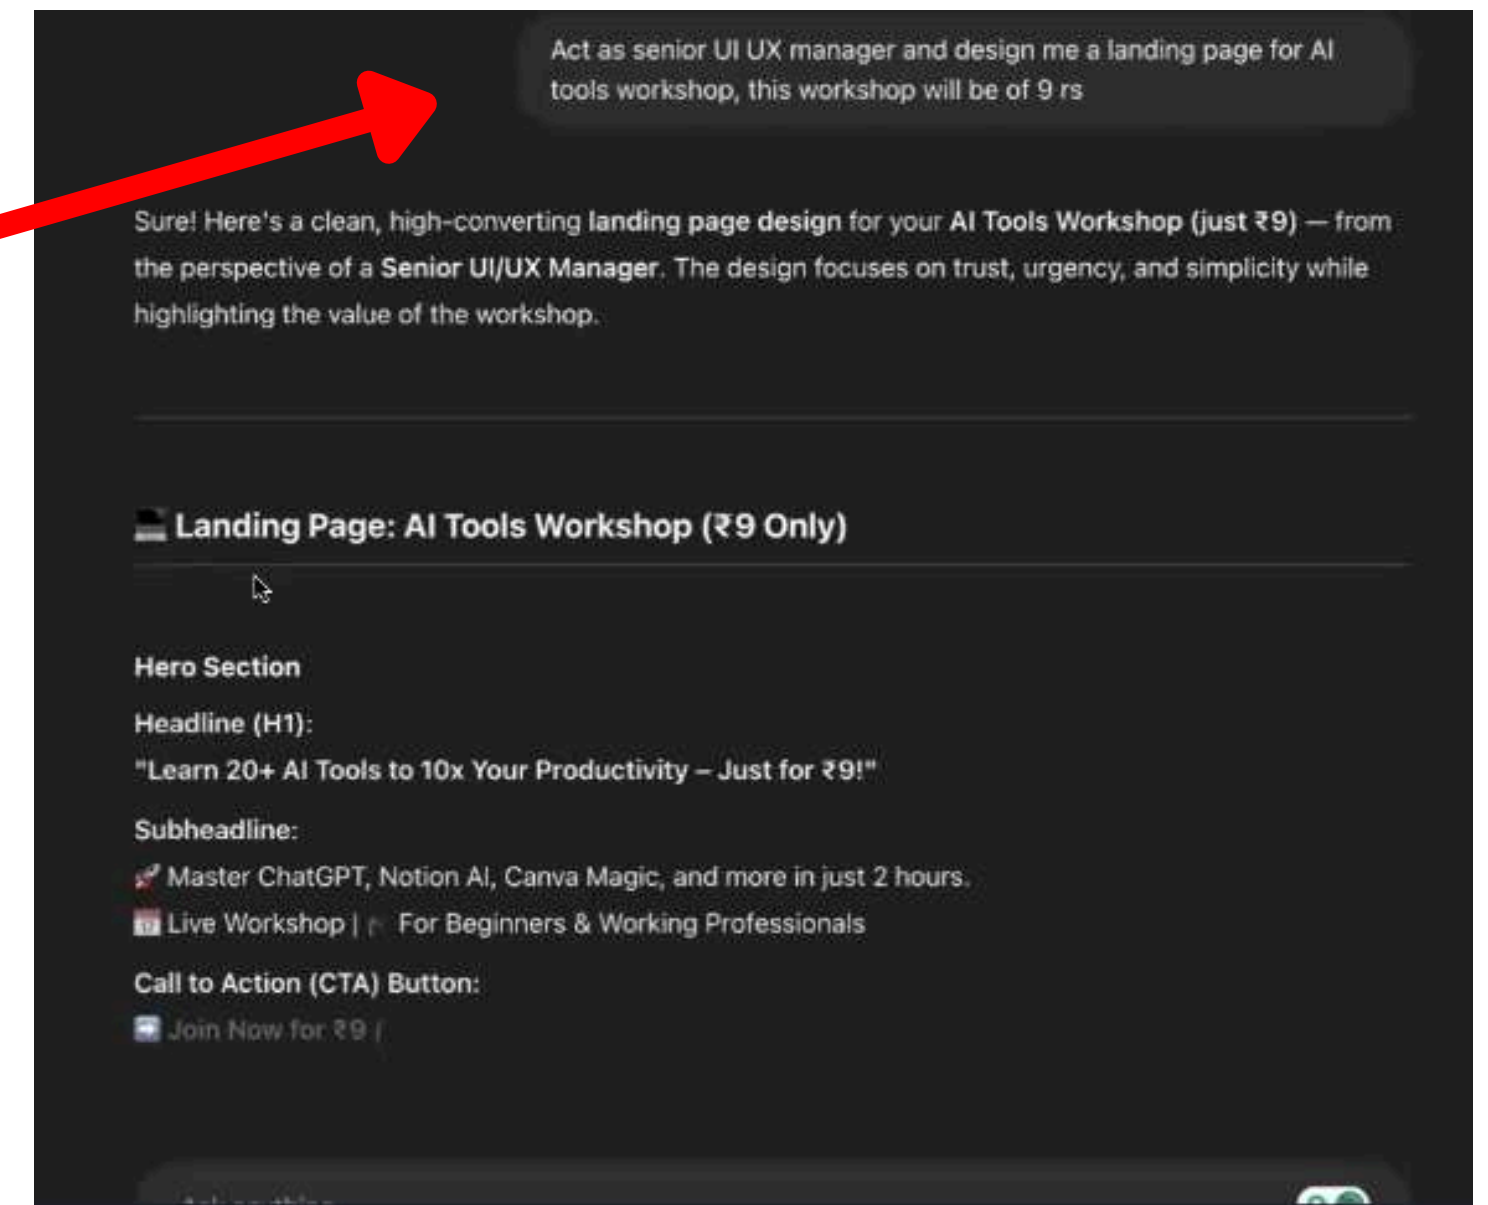 Act as senior UI UX manager and design me a landing page for AI
tools workshop, this workshop will be of 9 rs
Sure! Here's a clean, high-converting landing page design for your AI Tools Workshop (just ₹9) — from
the perspective of a Senior UI/UX Manager. The design focuses on trust, urgency, and simplicity while
highlighting the value of the workshop.
Landing Page: AI Tools Workshop (₹9 Only)
Hero Section
Headline (H1):
"Learn 20+ AI Tools to 10x Your Productivity – Just for ₹9!"
Subheadline:
🚀 Master ChatGPT, Notion AI, Canva Magic, and more in just 2 hours.
📅 Live Workshop | For Beginners & Working Professionals
Call to Action (CTA) Button:
➡️ Join Now for ₹9 (